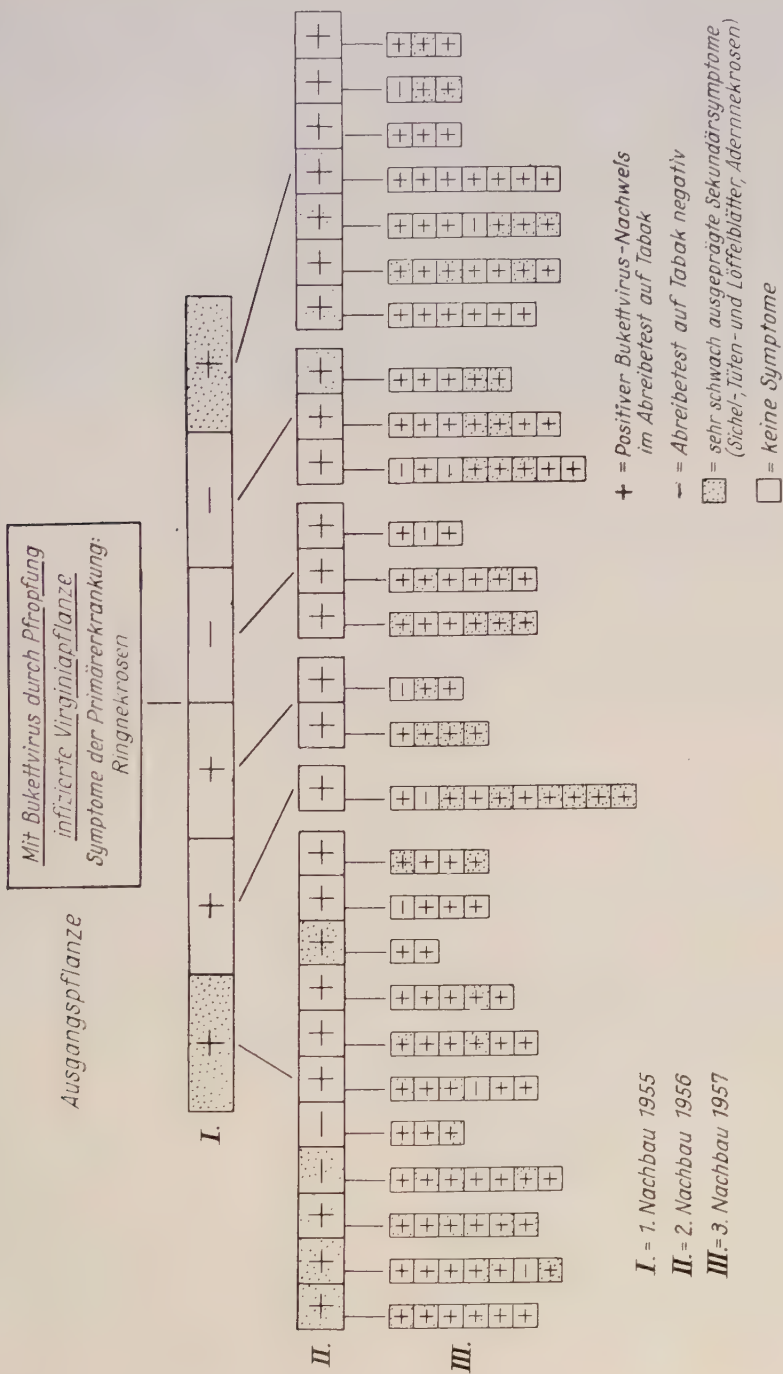 Ausgangspflanze
Mit Bukettvirus durch Pfropfung
infizierte Virginiapflanze
Symptome der Primärerkrankung:
Ringnekrosen
I.
+ + + − − +
II.
+ + + − − + + + + + + + + + + + + + + + + + + + + + +
III.
+ + + + + +
+ + + + + − +
+ + + + + +
+ + + + + + +
+ + +
+ + + − + +
+ + + + + +
+ + + + +
+ +
− + + +
+ + + +
+ − + + + + + + + +
+ + + +
− + +
+ + + + + +
+ + + + + +
+ − +
− + − + + + + +
+ + + + + + +
+ + + + +
+ + + + + +
+ + + + + + +
+ + + − + + +
+ + + + + + +
+ + +
− + +
+ + +
I. = 1. Nachbau 1955
II. = 2. Nachbau 1956
III. = 3. Nachbau 1957
+ = Positiver Bukettvirus-Nachweis
im Abreibetest auf Tabak
− = Abreibetest auf Tabak negativ
= sehr schwach ausgeprägte Sekundärsymptome
(Sichel-, Tüten- und Löffelblätter, Adernnekrosen)
= keine Symptome